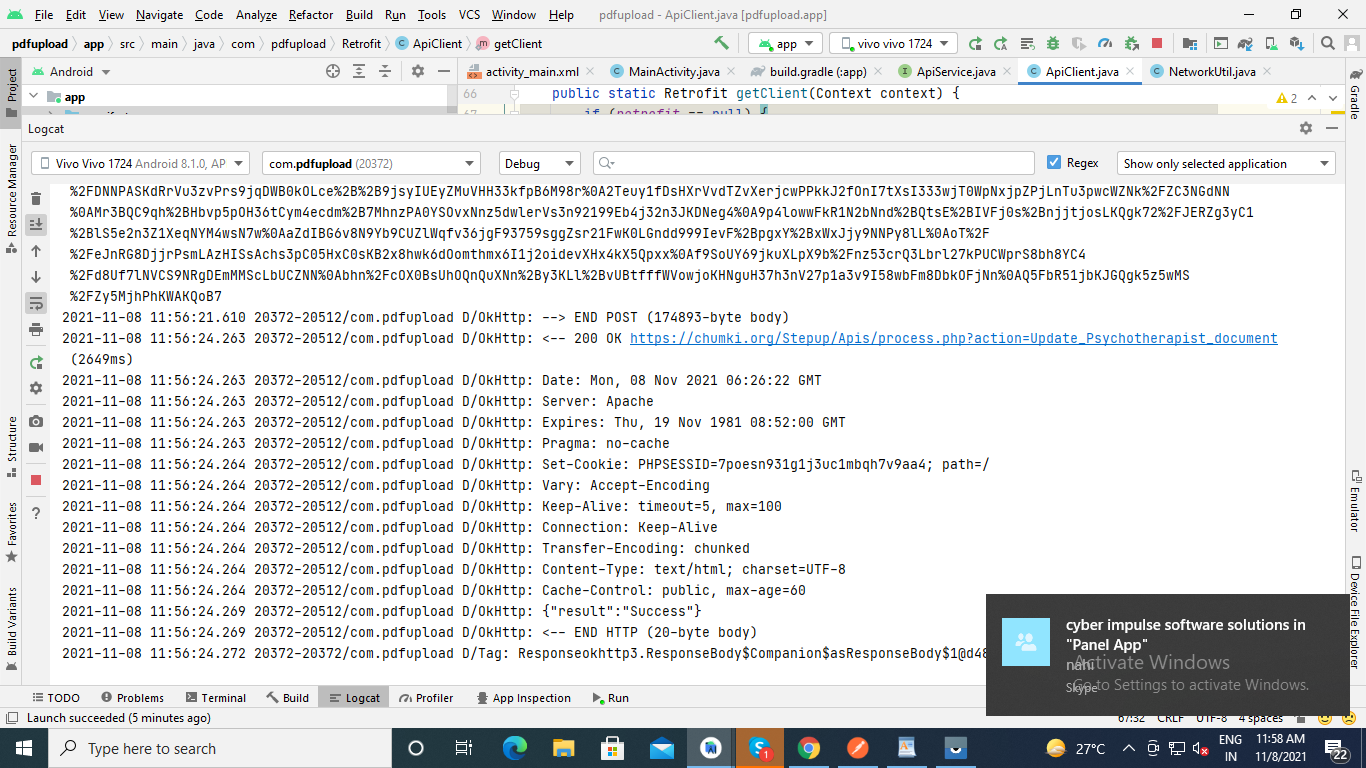 File Edit View Navigate Code Analyze Refactor Build Run Tools VCS Window Help pdfupload - ApiClient.java [pdfupload.app]
pdfupload app src main java com pdfupload Retrofit ApiClient getClient app vivo vivo 1724
Project
Android
activity_main.xml MainActivity.java build.gradle (:app) ApiService.java ApiClient.java NetworkUtil.java
Gradle
app
66 public static Retrofit getClient(Context context) {
67 if (retrofit == null) {
2
Logcat
Resource Manager
Vivo Vivo 1724 Android 8.1.0, AP com.pdfupload (20372) Debug Regex Show only selected application
%2FDNNPASKdRrVu3zvPrs9jqDWB0kOLce%2B%2B9jsyIUEyZMuVHH33kfpB6M98r%0A2Teuy1fDsHXrVvdTZvXerjcwPPkkJ2fOnI7tXsI333wjT0WpNxjpZPjLnTu3pwcWZNk%2FZC3NGdNN
%0AMr3BQC9qh%2BHbvp5pOH36tCym4ecdm%2B7MhnzPA0YSOvxNnz5dwlerVs3n92199Eb4j32n3JKDNeg4%0A9p4lowwFkR1N2bNnd%2BQtsE%2BIVFj0s%2BnjjtjosLKQgk72%2FJERZg3yC1
%2BlS5e2n3Z1XeqNYM4wsN7w%0AaZdIBG6v8N9Yb9CUZlWqfv36jgF93759sggZsr21FwK0LGndd999IevF%2BpgxY%2BxWxJjy9NNPy8lL%0AoT%2F
%2FeJnRG8DjjrPsmLAzHISsAchs3pC05HxC0sKB2x8hwk6dOomthmx6I1j2oidevXHx4kX5Qpxx%0Af9SoUY69jkuXLpX9b%2Fnz53crQ3Lbrl27kPUCWprS8bh8YC4
%2Fd8Uf7lNVCS9NRgDEmMMScLbUCZNN%0Abhn%2FcOX0BsUhOQnQuXNn%2By3KLl%2BvUBtfffWVowjoKHNguH37h3nV27p1a3v9I58wbFm8DbkOFjNn%0AQ5FbR51jbKJGQgk5z5wMS
%2FZy5MjhPhKWAKQoB7
2021-11-08 11:56:21.610 20372-20512/com.pdfupload D/OkHttp: --> END POST (174893-byte body)
2021-11-08 11:56:24.263 20372-20512/com.pdfupload D/OkHttp: <-- 200 OK https://chumki.org/Stepup/Apis/process.php?action=Update_Psychotherapist_document
(2649ms)
2021-11-08 11:56:24.263 20372-20512/com.pdfupload D/OkHttp: Date: Mon, 08 Nov 2021 06:26:22 GMT
2021-11-08 11:56:24.263 20372-20512/com.pdfupload D/OkHttp: Server: Apache
2021-11-08 11:56:24.263 20372-20512/com.pdfupload D/OkHttp: Expires: Thu, 19 Nov 1981 08:52:00 GMT
2021-11-08 11:56:24.263 20372-20512/com.pdfupload D/OkHttp: Pragma: no-cache
2021-11-08 11:56:24.264 20372-20512/com.pdfupload D/OkHttp: Set-Cookie: PHPSESSID=7poesn931g1j3uc1mbqh7v9aa4; path=/
2021-11-08 11:56:24.264 20372-20512/com.pdfupload D/OkHttp: Vary: Accept-Encoding
2021-11-08 11:56:24.264 20372-20512/com.pdfupload D/OkHttp: Keep-Alive: timeout=5, max=100
2021-11-08 11:56:24.264 20372-20512/com.pdfupload D/OkHttp: Connection: Keep-Alive
2021-11-08 11:56:24.264 20372-20512/com.pdfupload D/OkHttp: Transfer-Encoding: chunked
2021-11-08 11:56:24.264 20372-20512/com.pdfupload D/OkHttp: Content-Type: text/html; charset=UTF-8
2021-11-08 11:56:24.264 20372-20512/com.pdfupload D/OkHttp: Cache-Control: public, max-age=60
2021-11-08 11:56:24.269 20372-20512/com.pdfupload D/OkHttp: {"result":"Success"}
2021-11-08 11:56:24.269 20372-20512/com.pdfupload D/OkHttp: <-- END HTTP (20-byte body)
2021-11-08 11:56:24.272 20372-20372/com.pdfupload D/Tag: Responseokhttp3.ResponseBody$Companion$asResponseBody$1@d48
Structure
Favorites
Build Variants
Emulator
Device File Explorer
cyber impulse software solutions in
"Panel App"
nahi
Skype
Activate Windows
Go to Settings to activate Windows.
TODO Problems Terminal Build Logcat Profiler App Inspection Run
Launch succeeded (5 minutes ago) 67:32 CRLF UTF-8 4 spaces
Type here to search 1 27°C ENG 11:58 AM
IN 11/8/2021 22